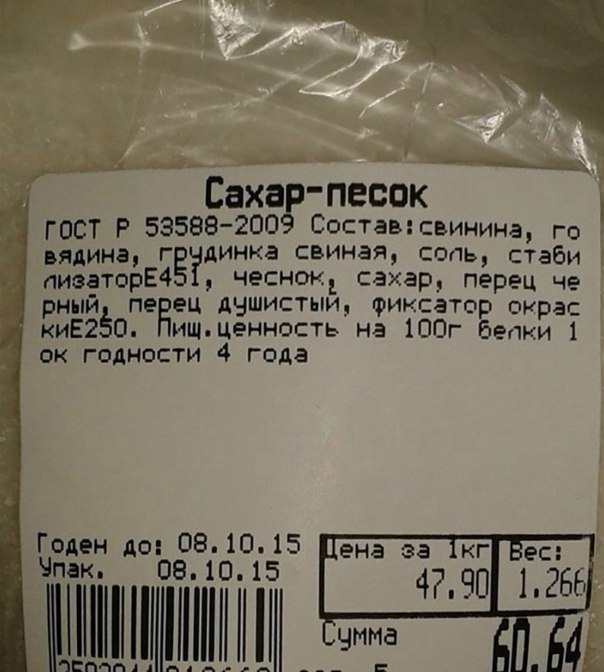 Сахар-песок
ГОСТ Р 53588-2009 Состав:свинина, го
вядина, грудинка свиная, соль, стаби
лизаторЕ451, чеснок, сахар, перец че
рный, перец душистый, фиксатор окрас
киЕ250. Пищ.ценность на 100г белки 1
ок годности 4 года
Годен до: 08.10.15
Упак. 08.10.15
Цена за 1кг
47.90
Вес:
1.266
Сумма
60.64